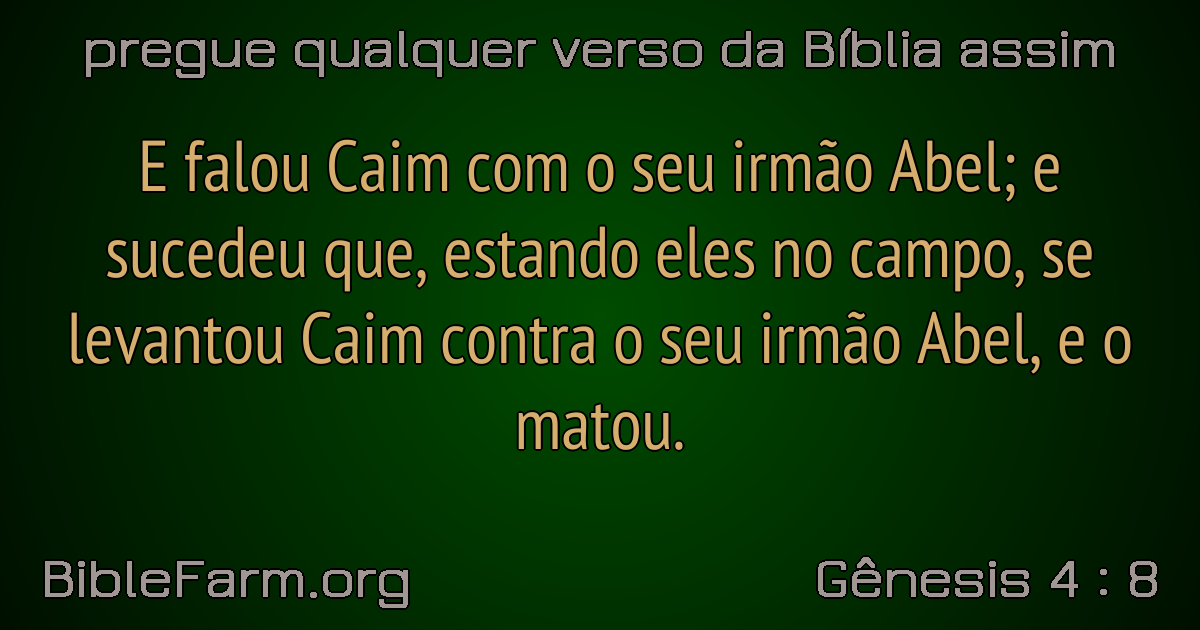 pregue qualquer verso da Bíblia assim
E falou Caim com o seu irmão Abel; e
sucedeu que, estando eles no campo, se
levantou Caim contra o seu irmão Abel, e o
matou.
BibleFarm.org
Gênesis 4 : 8